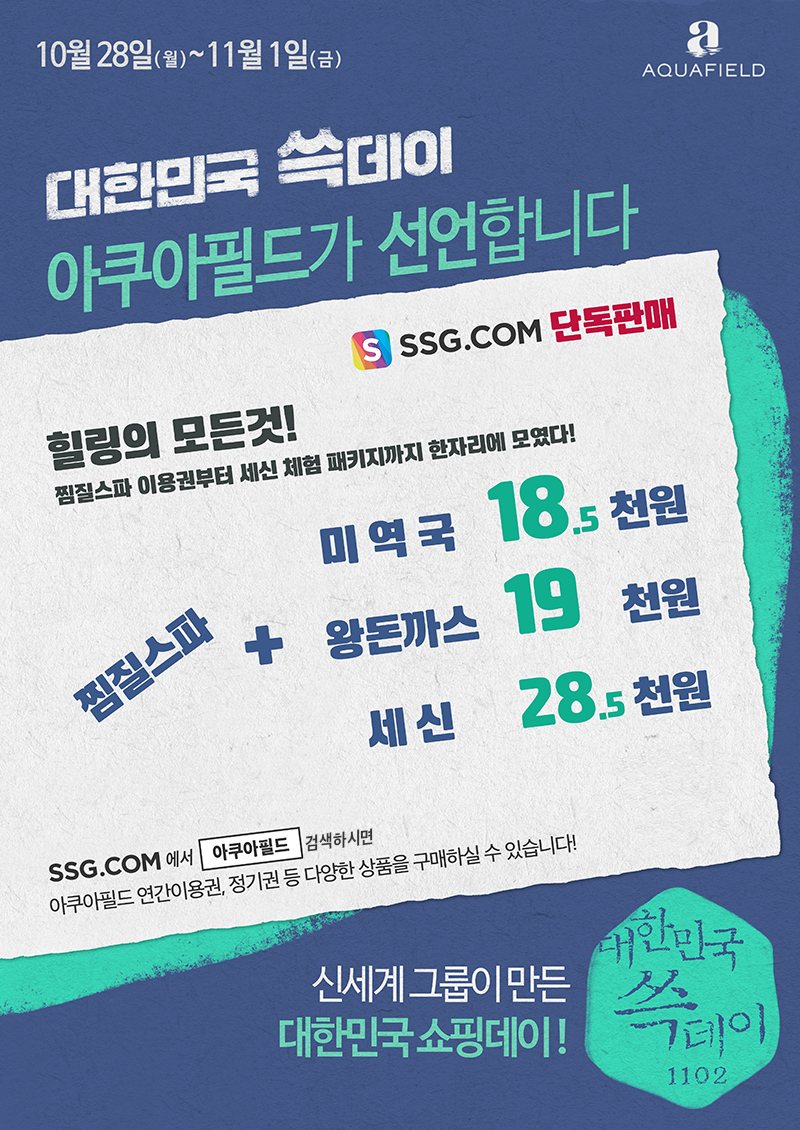 10월 28일(월)~11월 1일(금)
a
AQUAFIELD
대한민국 쓱데이
아쿠아필드가 선언합니다
S SSG.COM 단독판매
힐링의 모든것!
찜질스파 이용권부터 세신 체험 패키지까지 한자리에 모였다!
미역국 18.5 천원
찜질스파 + 왕돈까스 19 천원
세신 28.5 천원
SSG.COM 에서 아쿠아필드 검색하시면
아쿠아필드 연간이용권, 정기권 등 다양한 상품을 구매하실 수 있습니다!
신세계 그룹이 만든
대한민국 쇼핑데이!
대한민국
쓱데이
1102